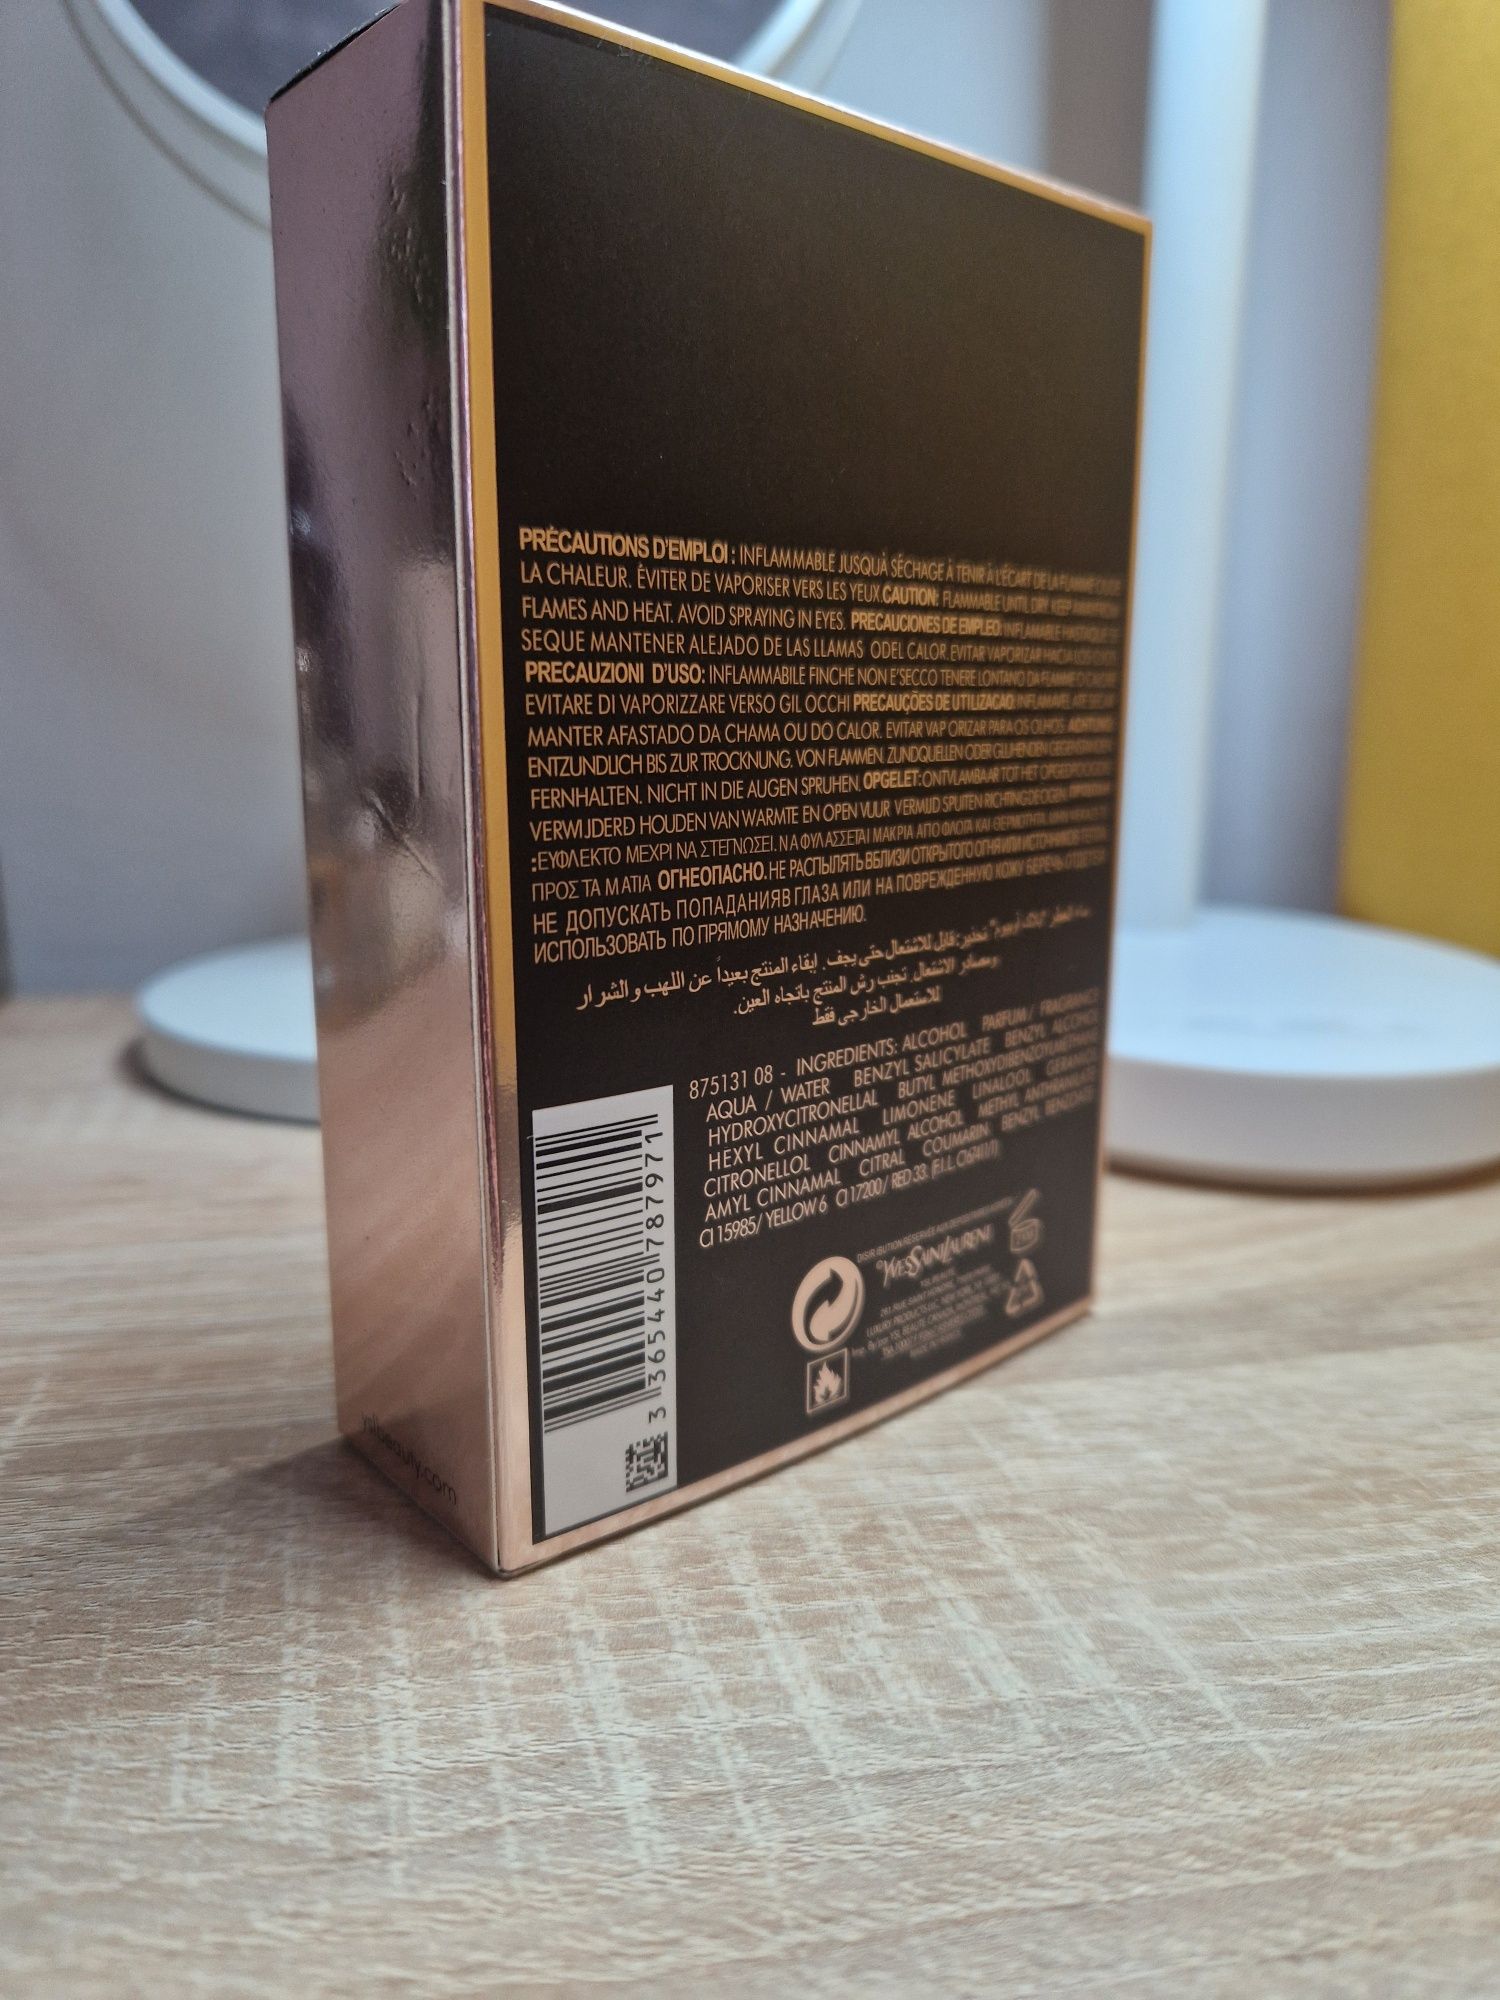 PRÉCAUTIONS D'EMPLOI : INFLAMMABLE JUSQUÀ SÉCHAGE À TENIR À L'ÉCART DE LA FLAMME
LA CHALEUR. ÉVITER DE VAPORISER VERS LES YEUX. CAUTION: FLAMMABLE UNTIL DRY. KEEP
FLAMES AND HEAT. AVOID SPRAYING IN EYES. PRECAUCIONES DE EMPLEO: INFLAMABLE
SEQUE MANTENER ALEJADO DE LAS LLAMAS ODEL CALOR. EVITAR VAPORIZAR HACIA LOS
PRECAUZIONI D'USO: INFLAMMABILE FINCHE NON E'SECCO TENERE LONTANO DA FIAMME
EVITARE DI VAPORIZZARE VERSO GIL OCCHI PRECAUÇÕES DE UTILIZACAO:
MANTER AFASTADO DA CHAMA OU DO CALOR. EVITAR VAP ORIZAR PARA OS OLHOS.
ENTZUNDLICH BIS ZUR TROCKNUNG. VON FLAMMEN. ZUNDQUELLEN ODER GLUHENDEN
FERNHALTEN. NICHT IN DIE AUGEN SPRUHEN. OPGELET: ONTVLAMBAAR TOT HET
VERWIJDERD HOUDEN VAN WARMTE EN OPEN VUUR VERMIJD SPUITEN RICHTING
:ΕΥΦΛΕΚΤΟ ΜΕΧΡΙ ΝΑ ΣΤΕΓΝΩΣΕΙ. ΝΑ ΦΥΛΑΣΣΕΤΑΙ ΜΑΚΡΙΑ ΑΠΟ ΦΛΟΓΑ ΚΑΙ ΘΕΡΜΟΤΗΤΑ.
ΠΡΟΣ ΤΑ ΜΑΤΙΑ ОГНЕОПАСНО. НЕ РАСПЫЛЯТЬ ВБЛИЗИ ОТКРЫТОГО ОГНЯ ИЛИ ИСТОЧНИКОВ
НЕ ДОПУСКАТЬ ПОПАДАНИЯВ ГЛАЗА ИЛИ НА ПОВРЕЖДЕННУЮ КОЖУ БЕРЕЧЬ ОТ ДЕТЕЙ
ИСПОЛЬЗОВАТЬ ПО ПРЯМОМУ НАЗНАЧЕНИЮ.
تحذير: قابل للاشتعال حتى يجف. إبقاء المنتج بعيداً عن اللهب والشرار
ومصادر الاشتعال. تجنب رش المنتج باتجاه العين.
للاستعمال الخارجي فقط
875131 08 - INGREDIENTS: ALCOHOL PARFUM / FRAGRANCE
AQUA / WATER BENZYL SALICYLATE BENZYL ALCOHOL
HYDROXYCITRONELLAL BUTYL METHOXYDIBENZOYLMETHANE
HEXYL CINNAMAL LIMONENE LINALOOL GERANIOL
CITRONELLOL CINNAMYL ALCOHOL METHYL ANTHRANILATE
AMYL CINNAMAL CITRAL COUMARIN BENZYL BENZOATE
CI 15985/ YELLOW 6 CI 17200/ RED 33. (F.I.L. C167411/1)
YVESSAINTLAURENT
3 365440 787971
yslbeauty.com